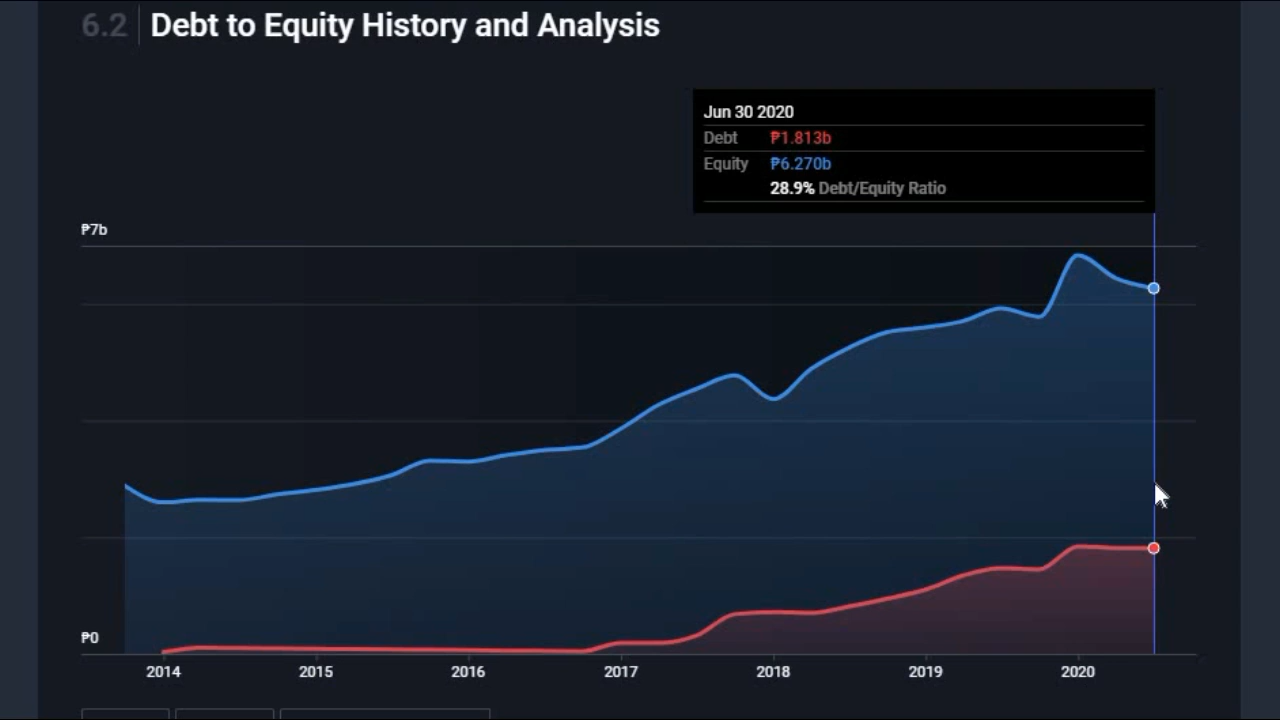 6.2 Debt to Equity History and Analysis
Jun 30 2020
Debt ₱1.813b
Equity ₱6.270b
28.9% Debt/Equity Ratio
₱7b
₱0
2014 2015 2016 2017 2018 2019 2020